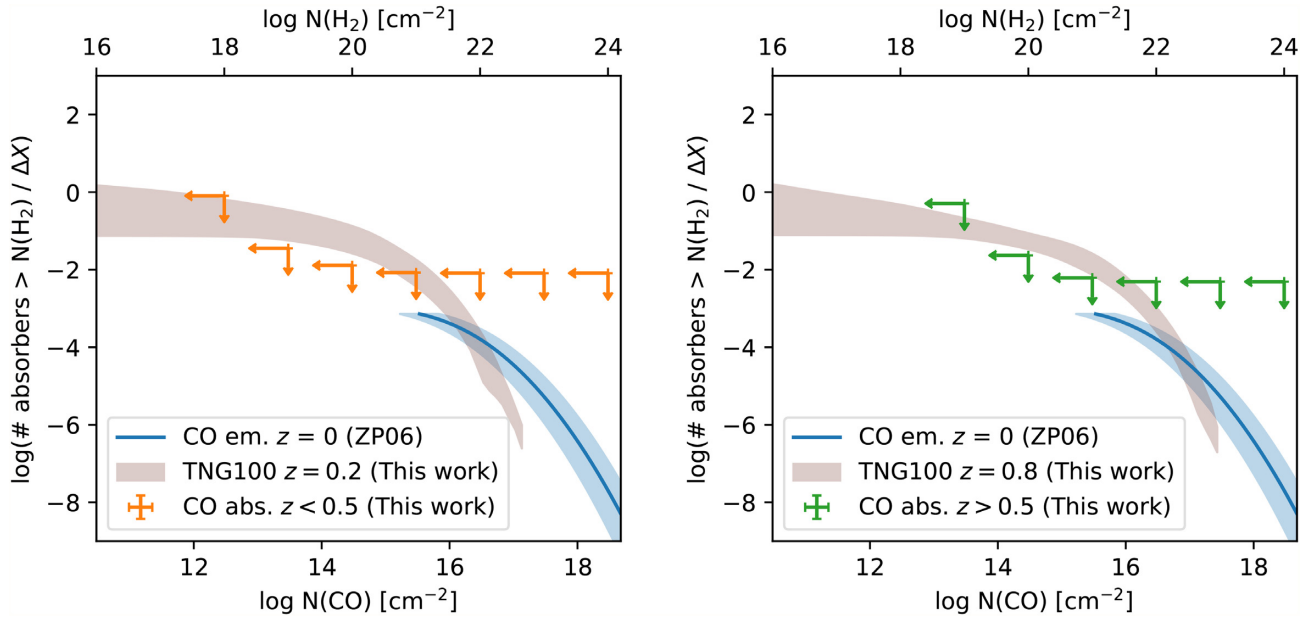 log N(H₂) [cm⁻²]
16 18 20 22 24
2
0
−2
−4
−6
−8
log(# absorbers > N(H₂) / ΔX)
CO em. z = 0 (ZP06)
TNG100 z = 0.2 (This work)
CO abs. z < 0.5 (This work)
12 14 16 18
log N(CO) [cm⁻²]
log N(H₂) [cm⁻²]
16 18 20 22 24
2
0
−2
−4
−6
−8
log(# absorbers > N(H₂) / ΔX)
CO em. z = 0 (ZP06)
TNG100 z = 0.8 (This work)
CO abs. z > 0.5 (This work)
12 14 16 18
log N(CO) [cm⁻²]